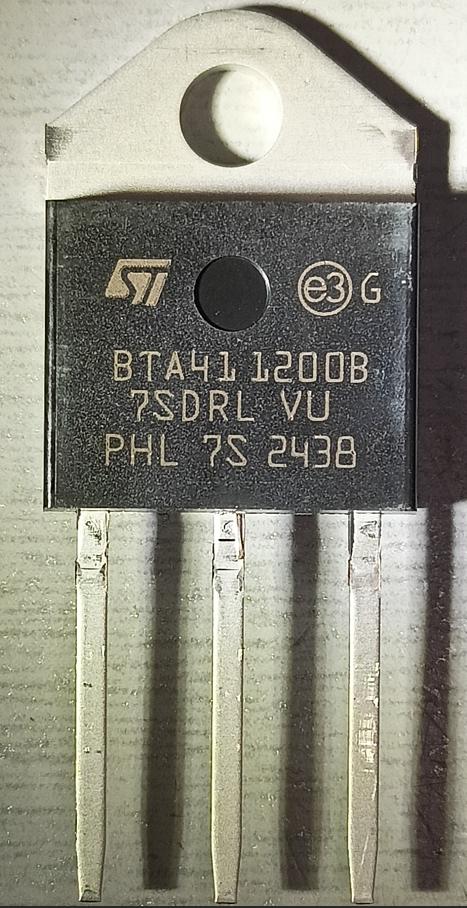 ST e3 G
BTA41 1200B
7SDRL VU
PHL 7S 2438